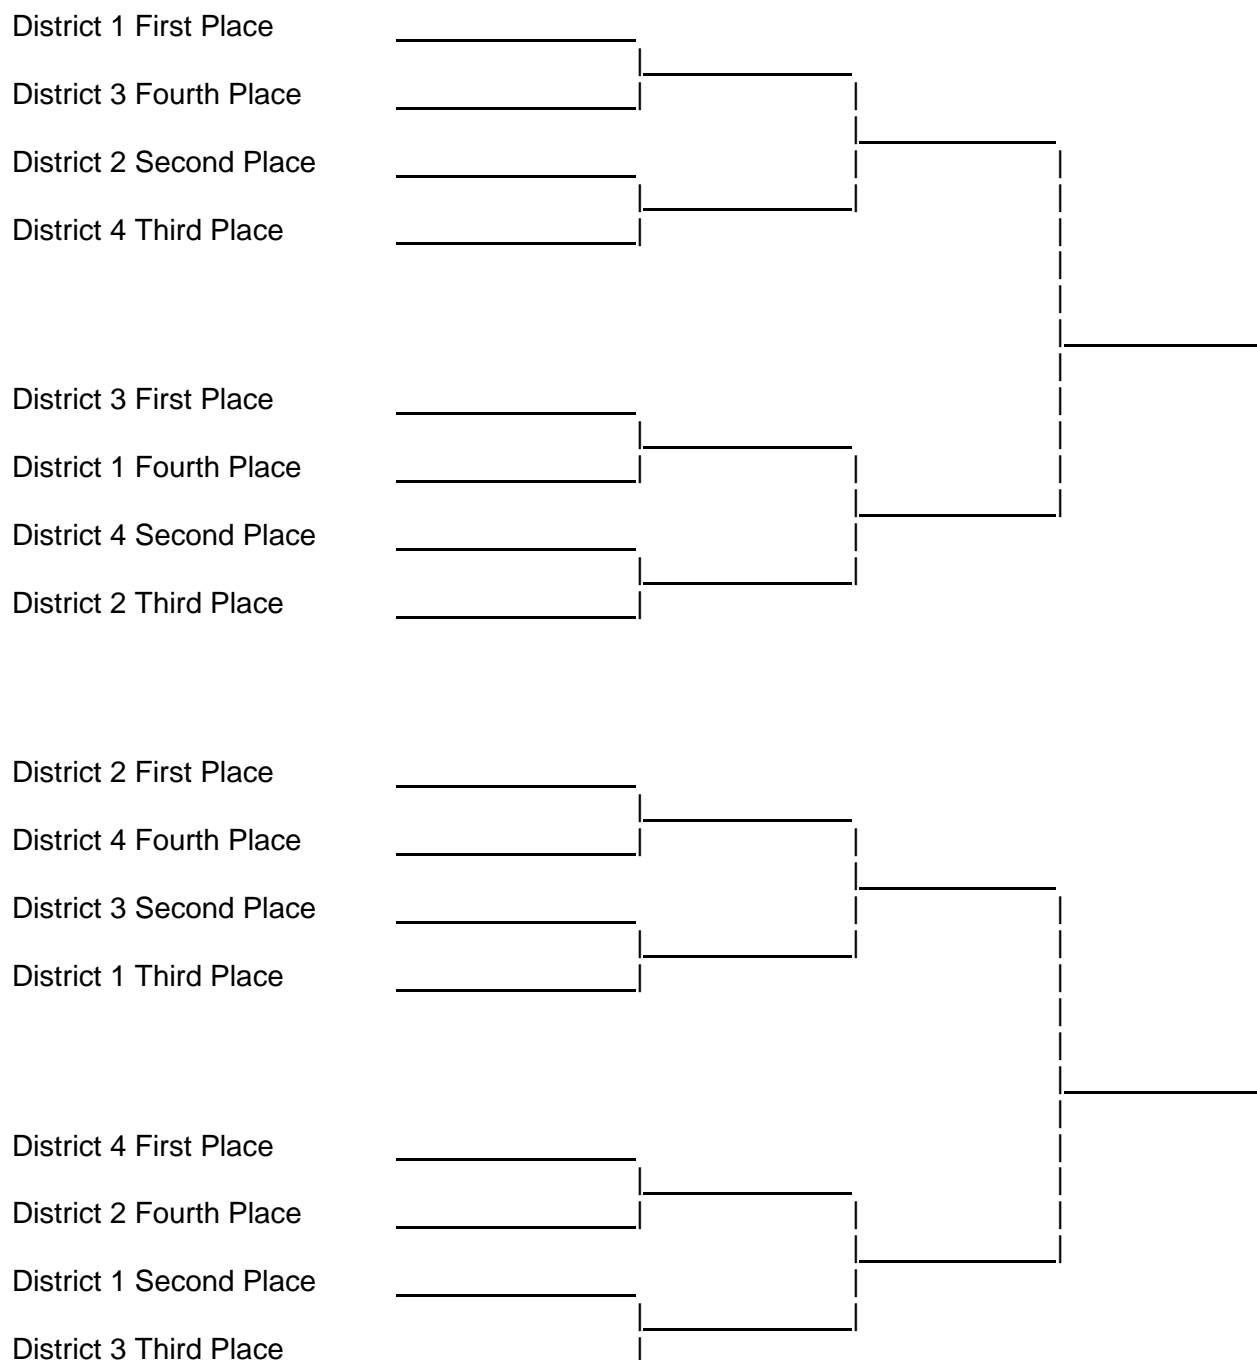 District 1 First Place
District 3 Fourth Place
District 2 Second Place
District 4 Third Place
District 3 First Place
District 1 Fourth Place
District 4 Second Place
District 2 Third Place
District 2 First Place
District 4 Fourth Place
District 3 Second Place
District 1 Third Place
District 4 First Place
District 2 Fourth Place
District 1 Second Place
District 3 Third Place